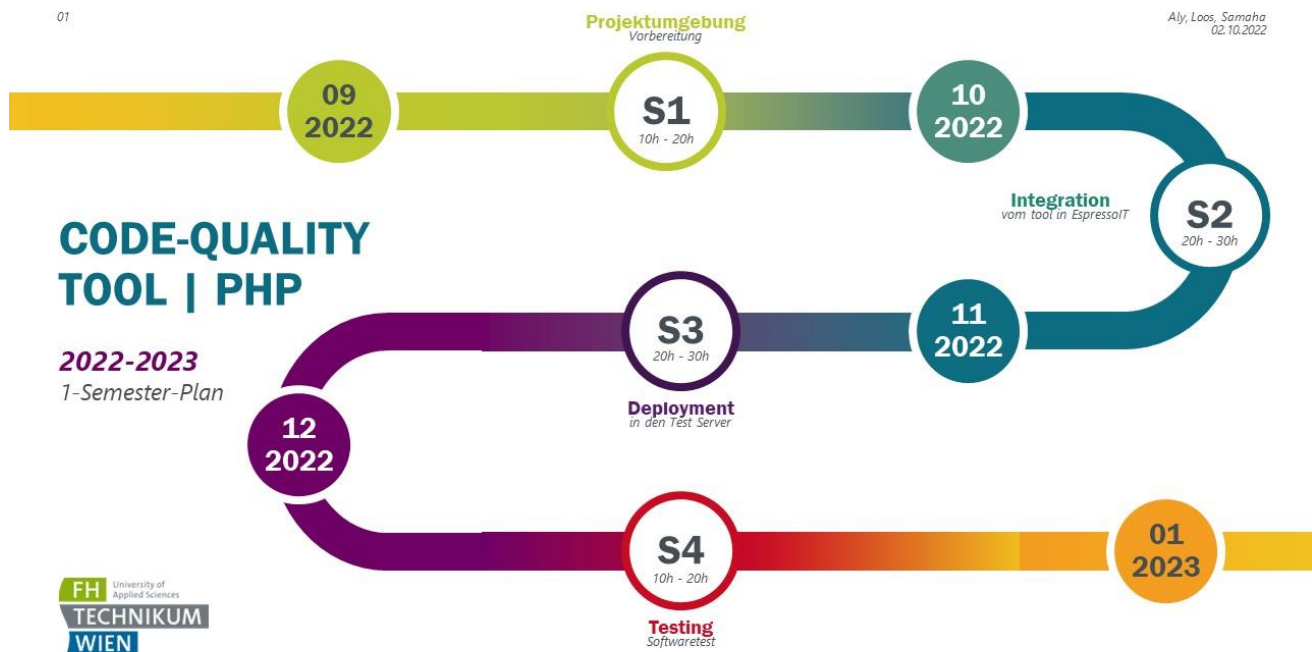 01
Aly, Loos, Samaha
02.10.2022
Projektumgebung
Vorbereitung
09
2022
S1
10h - 20h
10
2022
Integration
vom tool in EspressoIT
S2
20h - 30h
CODE-QUALITY
TOOL | PHP
2022-2023
1-Semester-Plan
11
2022
S3
20h - 30h
Deployment
in den Test Server
12
2022
S4
10h - 20h
Testing
Softwaretest
01
2023
FH University of
Applied Sciences
TECHNIKUM
WIEN